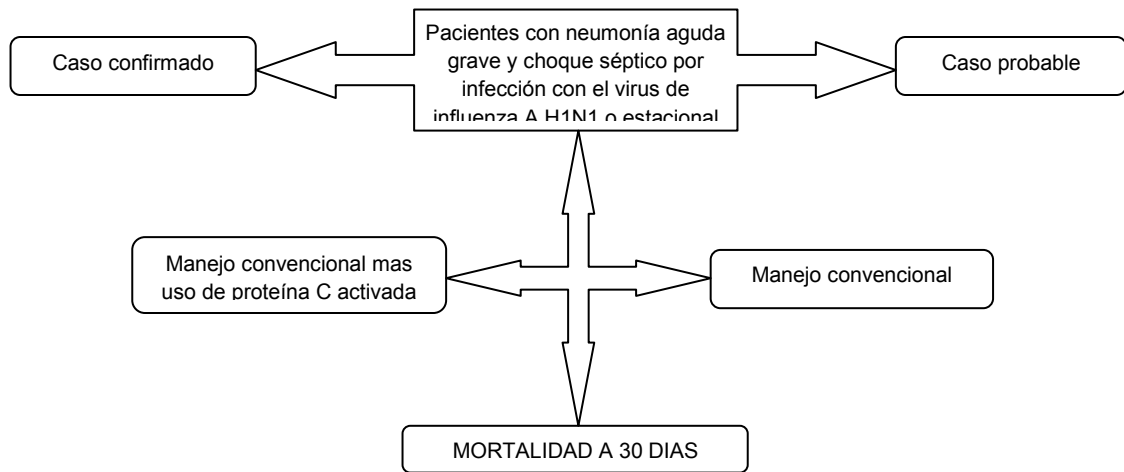 Caso confirmado
Pacientes con neumonía aguda
grave y choque séptico por
infección con el virus de
influenza A H1N1 o estacional
Caso probable
Manejo convencional mas
uso de proteína C activada
Manejo convencional
MORTALIDAD A 30 DIAS